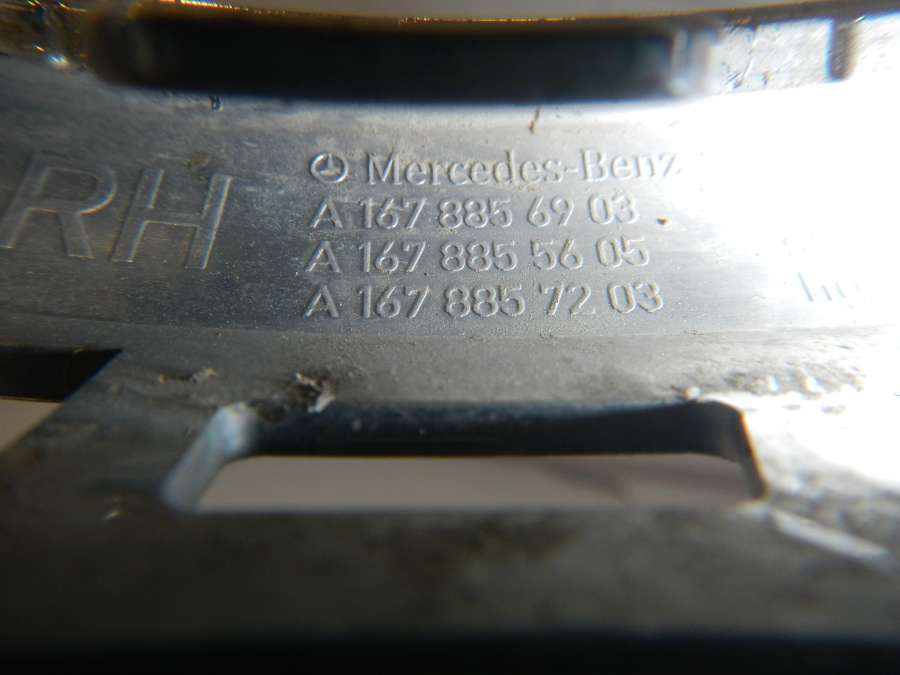 RH
Mercedes-Benz
A 167 885 69 03
A 167 885 56 05
A 167 885 72 03